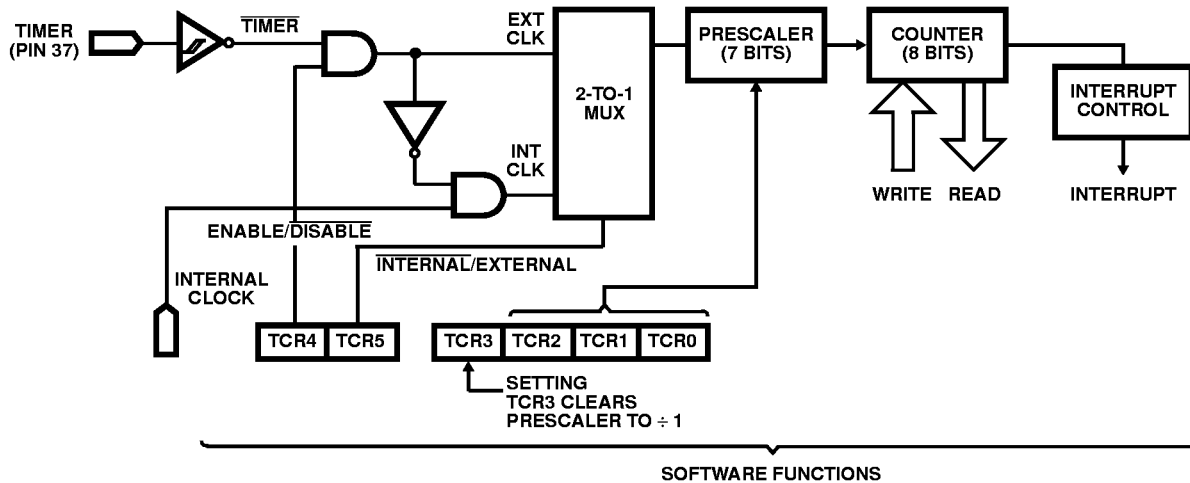 TIMER
(PIN 37)
TIMER
EXT
CLK
2-TO-1
MUX
INT
CLK
PRESCALER
(7 BITS)
COUNTER
(8 BITS)
INTERRUPT
CONTROL
WRITE
READ
INTERRUPT
ENABLE/DISABLE
INTERNAL/EXTERNAL
INTERNAL
CLOCK
TCR4
TCR5
TCR3
TCR2
TCR1
TCR0
SETTING
TCR3 CLEARS
PRESCALER TO ÷ 1
SOFTWARE FUNCTIONS